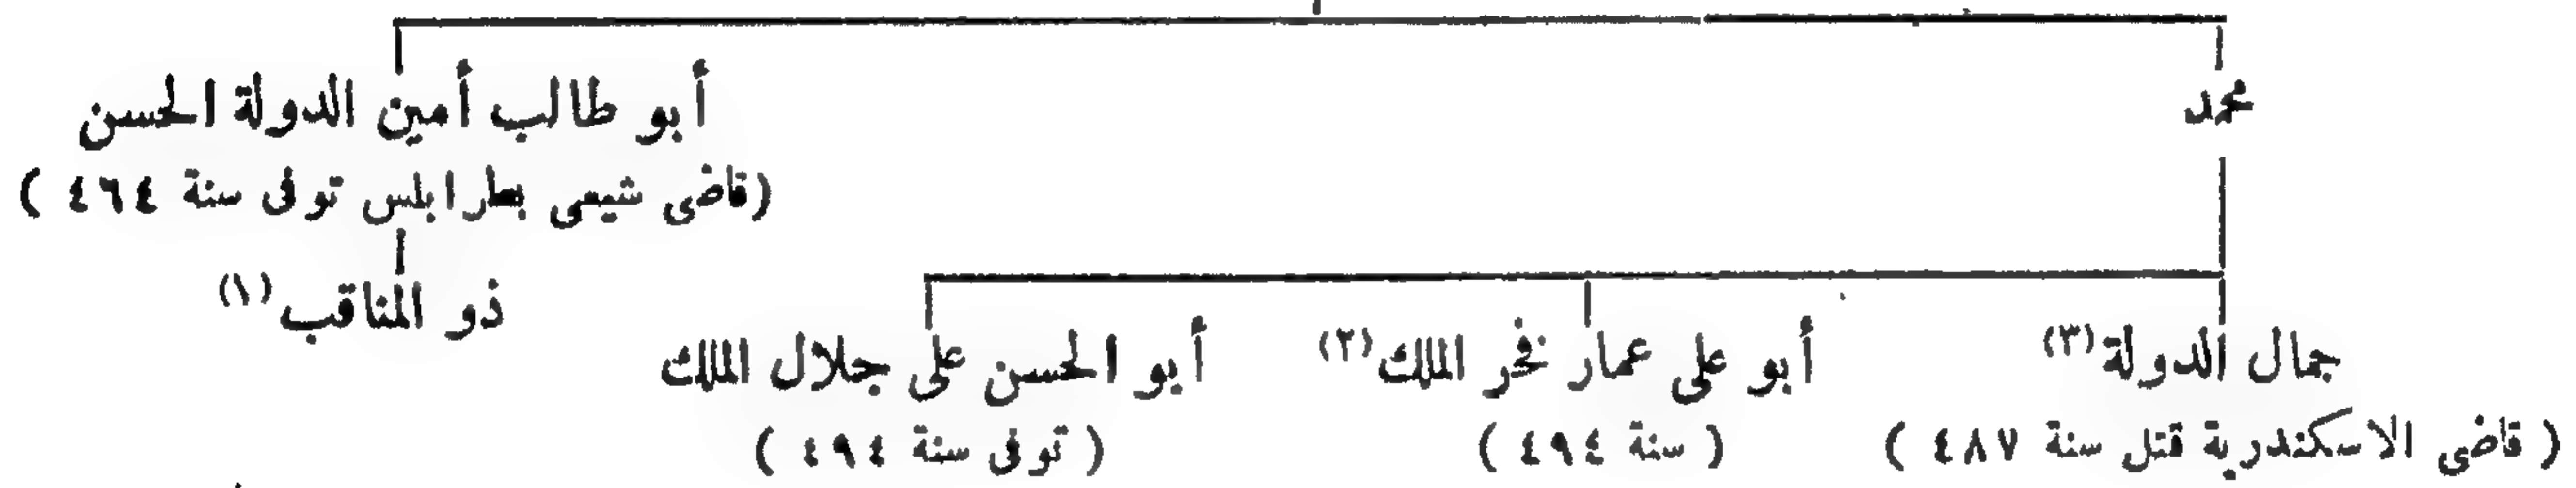 محمد
أبو طالب أمين الدولة الحسن
(قاضى شيعى بطرابلس توفى سنة ٤٦٤ )
ذو المناقب (١)
جمال الدولة (٣)
( قاضى الاسكندرية قتل سنة ٤٨٧ )
أبو على عمار فخر الملك (٢)
( سنة ٤٩٤ )
أبو الحسن على جلال الملك
( توفى سنة ٤٩٤ )